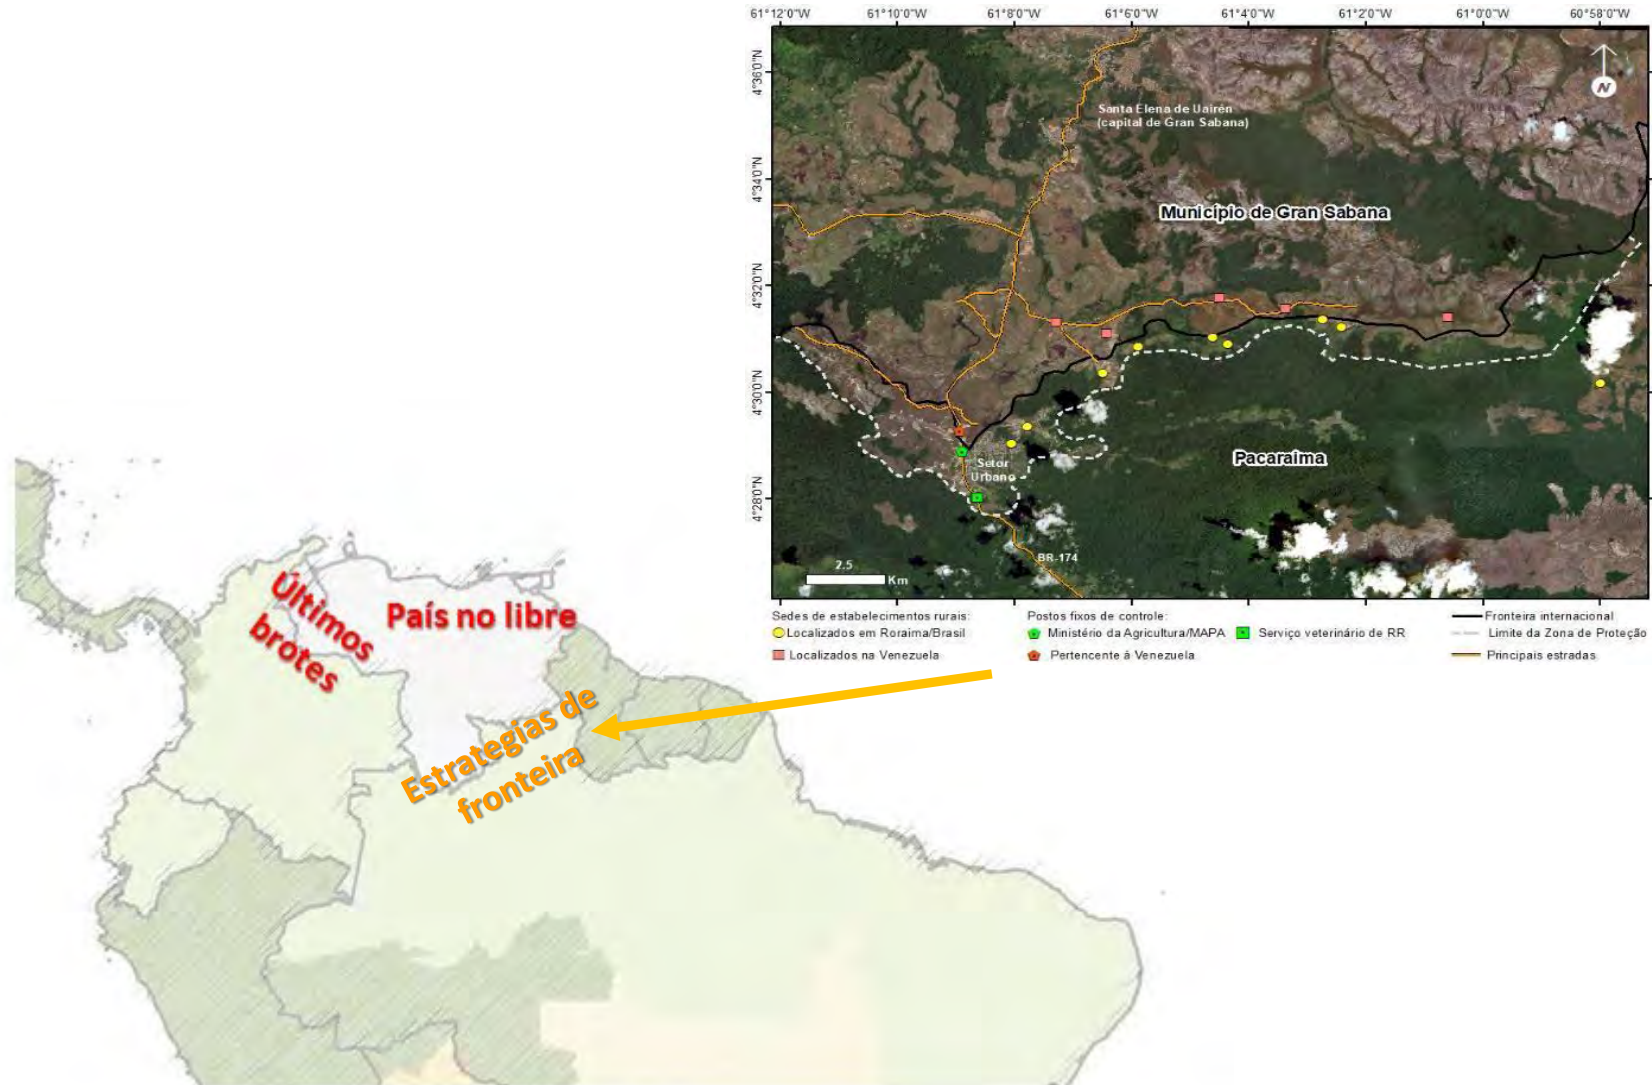 61°12'0"W 61°10'0"W 61°8'0"W 61°6'0"W 61°4'0"W 61°2'0"W 61°0'0"W 60°58'0"W
4°36'0"N
4°34'0"N
4°32'0"N
4°30'0"N
4°28'0"N
N
Santa Elena de Uairén
(capital de Gran Sabana)
Município de Gran Sabana
Pacaraima
Setor
Urbano
BR-174
2.5
Km
Sedes de estabelecimentos rurais:
Localizados em Roraima/Brasil
Localizados na Venezuela
Postos fixos de controle:
Ministério da Agricultura/MAPA
Serviço veterinário de RR
Pertencente à Venezuela
Fronteira internacional
Limite da Zona de Proteção
Principais estradas
Últimos
brotes
País no libre
Estrategias de
fronteira